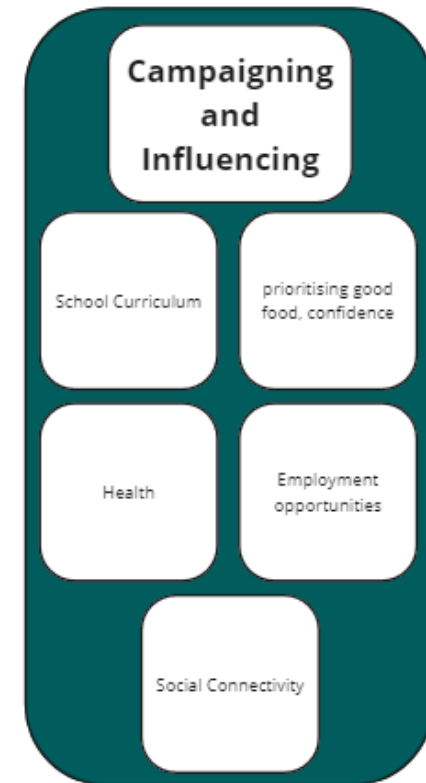 Campaigning
and
Influencing
School Curriculum
prioritising good
food, confidence
Health
Employment
opportunities
Social Connectivity